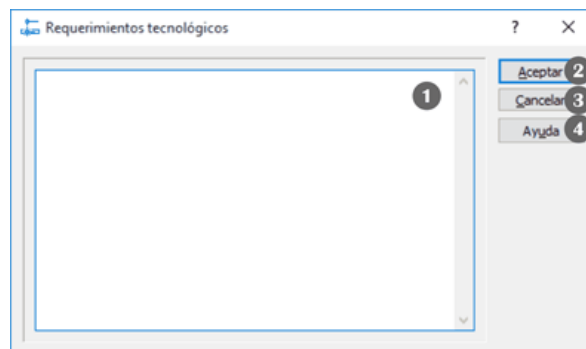 Requerimientos tecnológicos ?
1
Aceptar 2
Cancelar 3
Ayuda 4